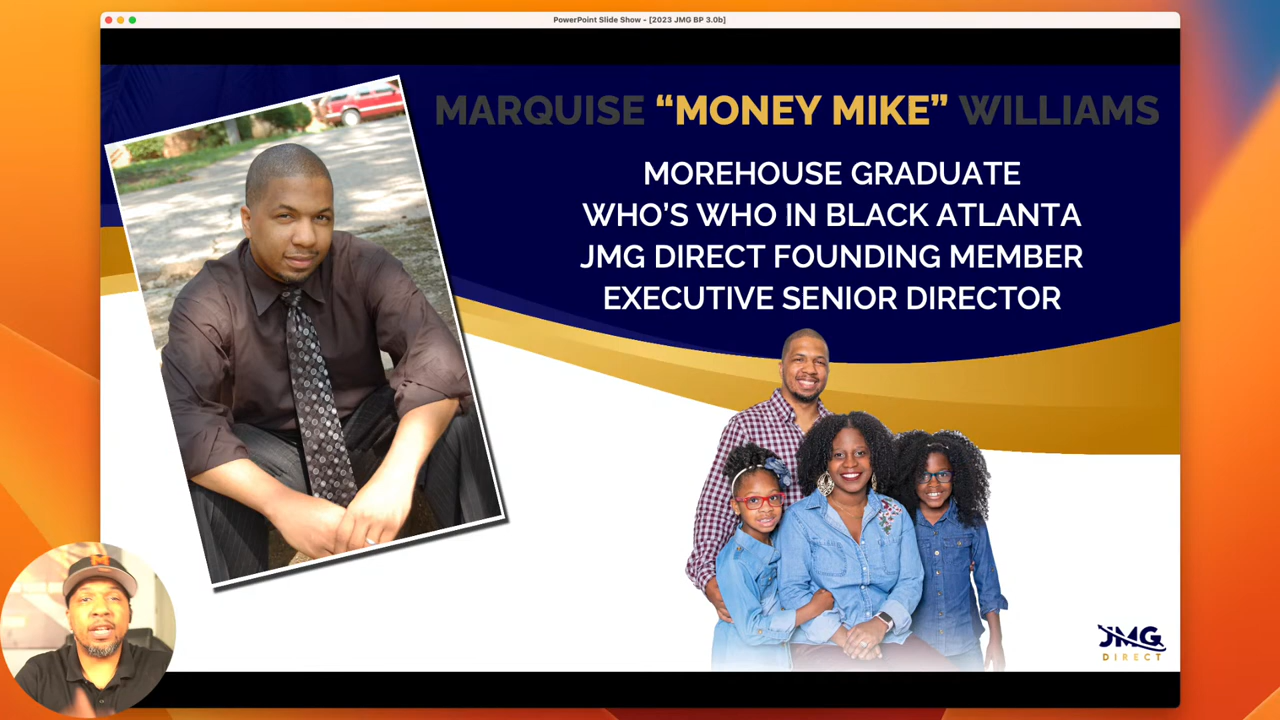 PowerPoint Slide Show - [2023 JMG BP 3.0b]
MARQUISE “MONEY MIKE” WILLIAMS
MOREHOUSE GRADUATE
WHO’S WHO IN BLACK ATLANTA
JMG DIRECT FOUNDING MEMBER
EXECUTIVE SENIOR DIRECTOR
JMG
DIRECT